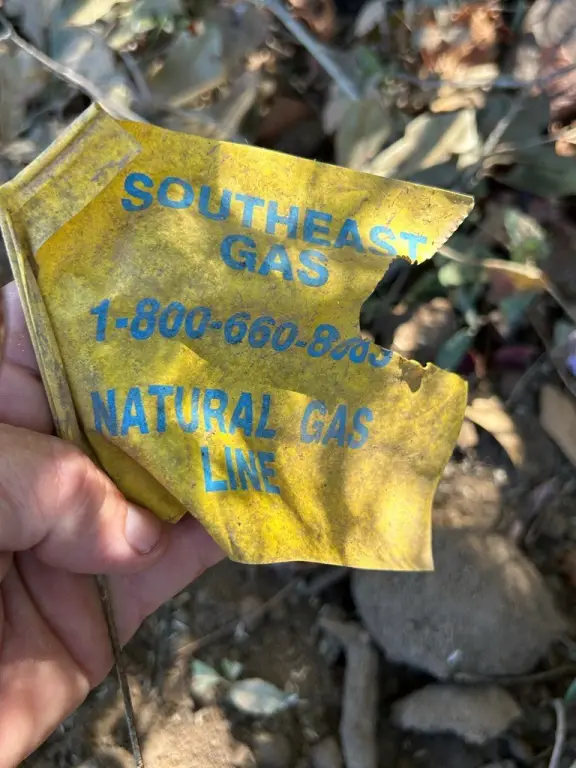 SOUTHEAST
GAS
1-800-660-8
NATURAL GAS
LINE